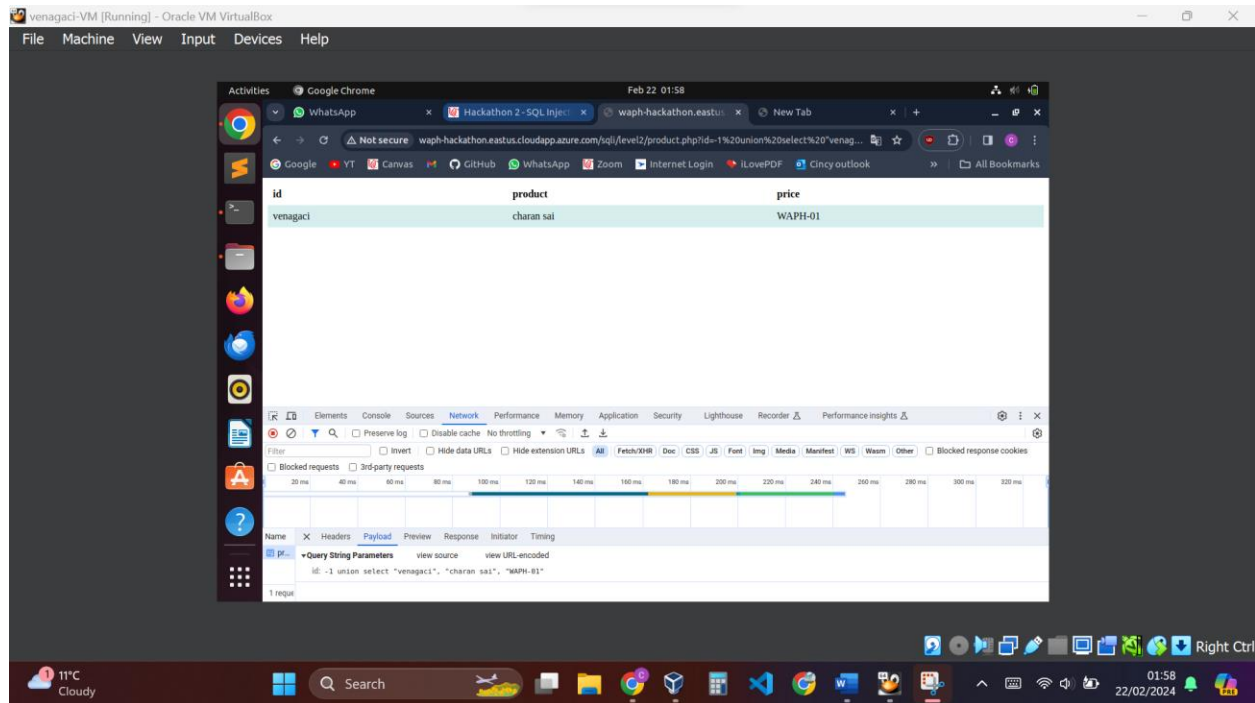 venagaci-VM [Running] - Oracle VM VirtualBox
File Machine View Input Devices Help
Activities Google Chrome Feb 22 01:58
WhatsApp Hackathon 2 - SQL Inject waph-hackathon.eastus New Tab
Not secure waph-hackathon.eastus.cloudapp.azure.com/sqli/level2/product.php?id=-1%20union%20select%20"venag...
Google YT Canvas GitHub WhatsApp Zoom Internet Login iLovePDF Cincy outlook » All Bookmarks
id product price
venagaci charan sai WAPH-01
Elements Console Sources Network Performance Memory Application Security Lighthouse Recorder Performance insights
Preserve log Disable cache No throttling
Filter Invert Hide data URLs Hide extension URLs All Fetch/XHR Doc CSS JS Font Img Media Manifest WS Wasm Other Blocked response cookies
Blocked requests 3rd-party requests
20 ms 40 ms 60 ms 80 ms 100 ms 120 ms 140 ms 160 ms 180 ms 200 ms 220 ms 240 ms 260 ms 280 ms 300 ms 320 ms
Name Headers Payload Preview Response Initiator Timing
pr... Query String Parameters view source view URL-encoded
id: -1 union select "venagaci", "charan sai", "WAPH-01"
1 reque
Right Ctrl
1 11°C Search 01:58
Cloudy 22/02/2024 PRE